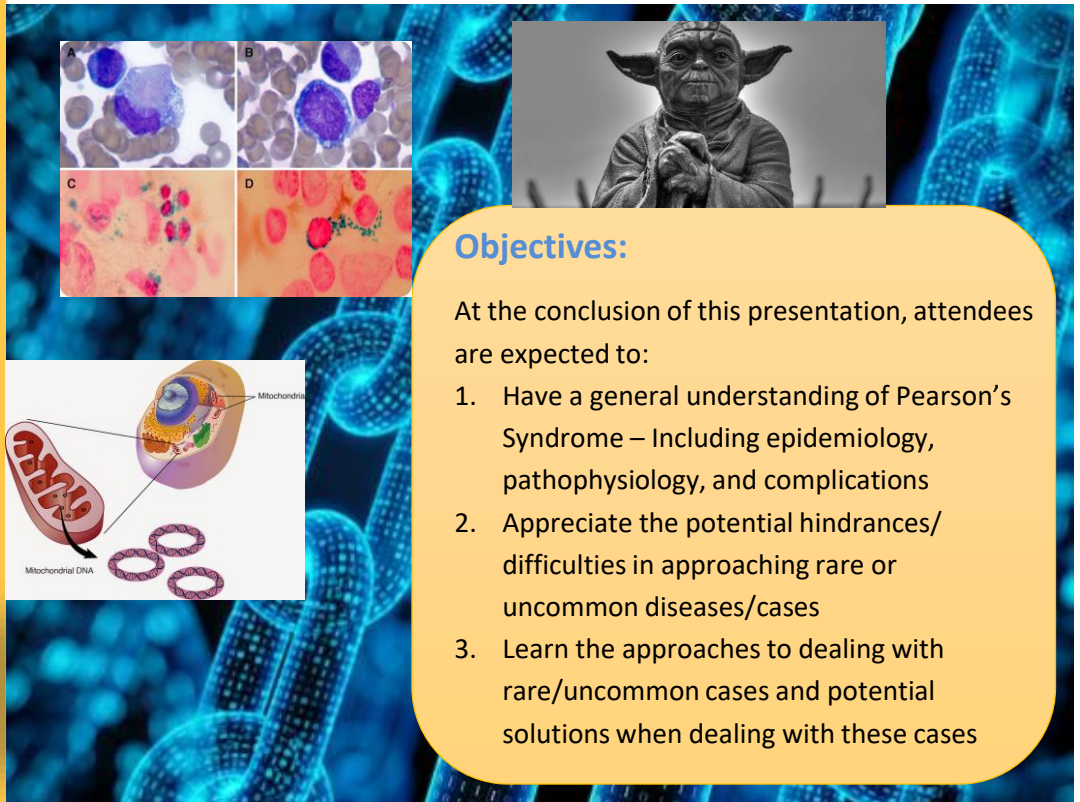 A
B
C
D
Mitochondria
Mitochondrial DNA
Objectives:
At the conclusion of this presentation, attendees
are expected to:
1. Have a general understanding of Pearson’s
Syndrome – Including epidemiology,
pathophysiology, and complications
2. Appreciate the potential hindrances/
difficulties in approaching rare or
uncommon diseases/cases
3. Learn the approaches to dealing with
rare/uncommon cases and potential
solutions when dealing with these cases